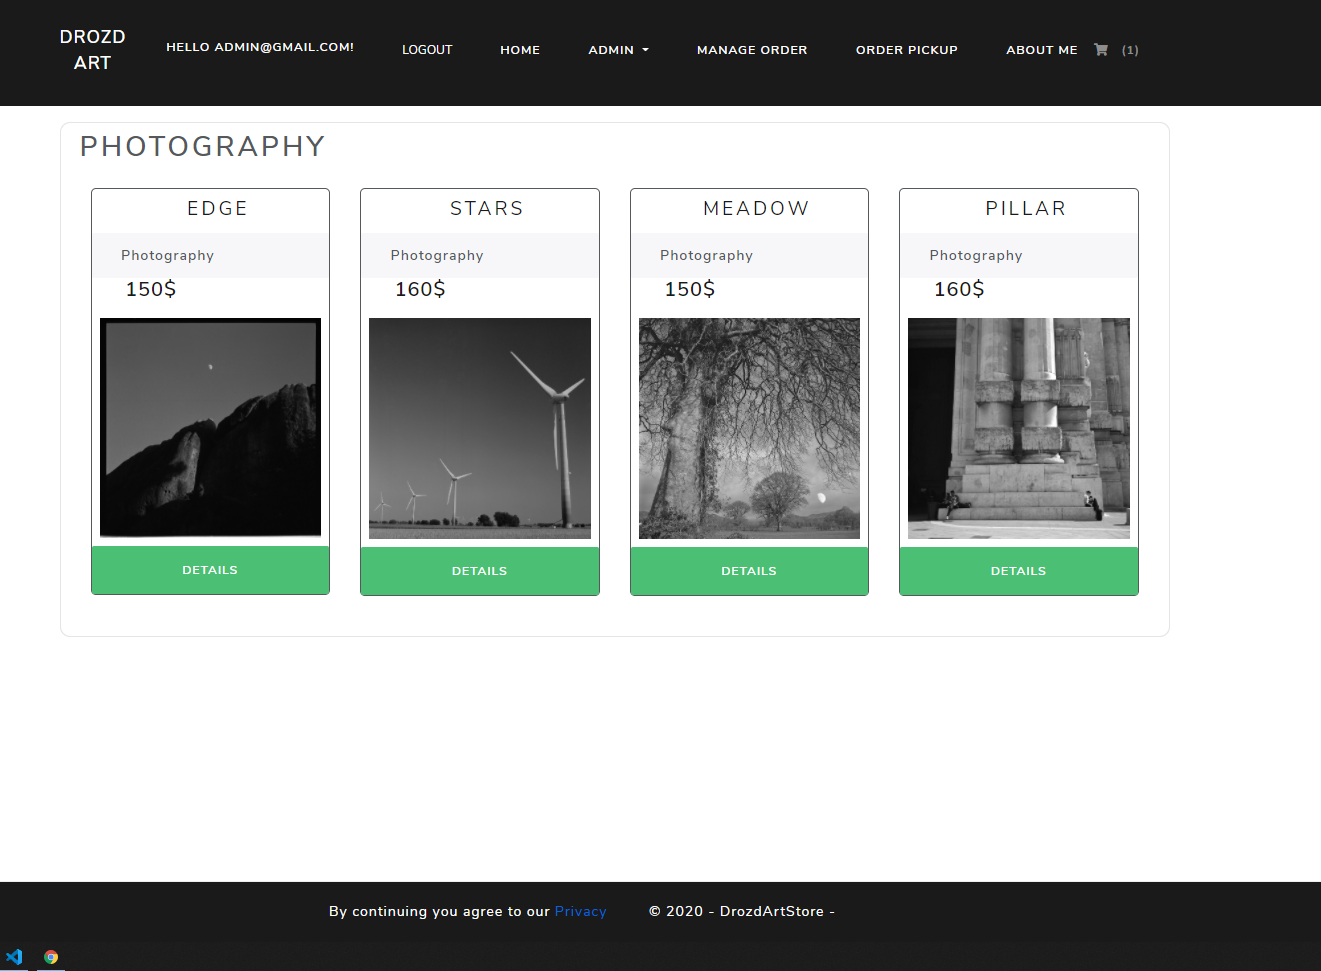 DROZD
ART
HELLO ADMIN@GMAIL.COM!
LOGOUT
HOME
ADMIN
MANAGE ORDER
ORDER PICKUP
ABOUT ME
(1)
PHOTOGRAPHY
EDGE
Photography
150$
DETAILS
STARS
Photography
160$
DETAILS
MEADOW
Photography
150$
DETAILS
PILLAR
Photography
160$
DETAILS
By continuing you agree to our Privacy
© 2020 - DrozdArtStore -